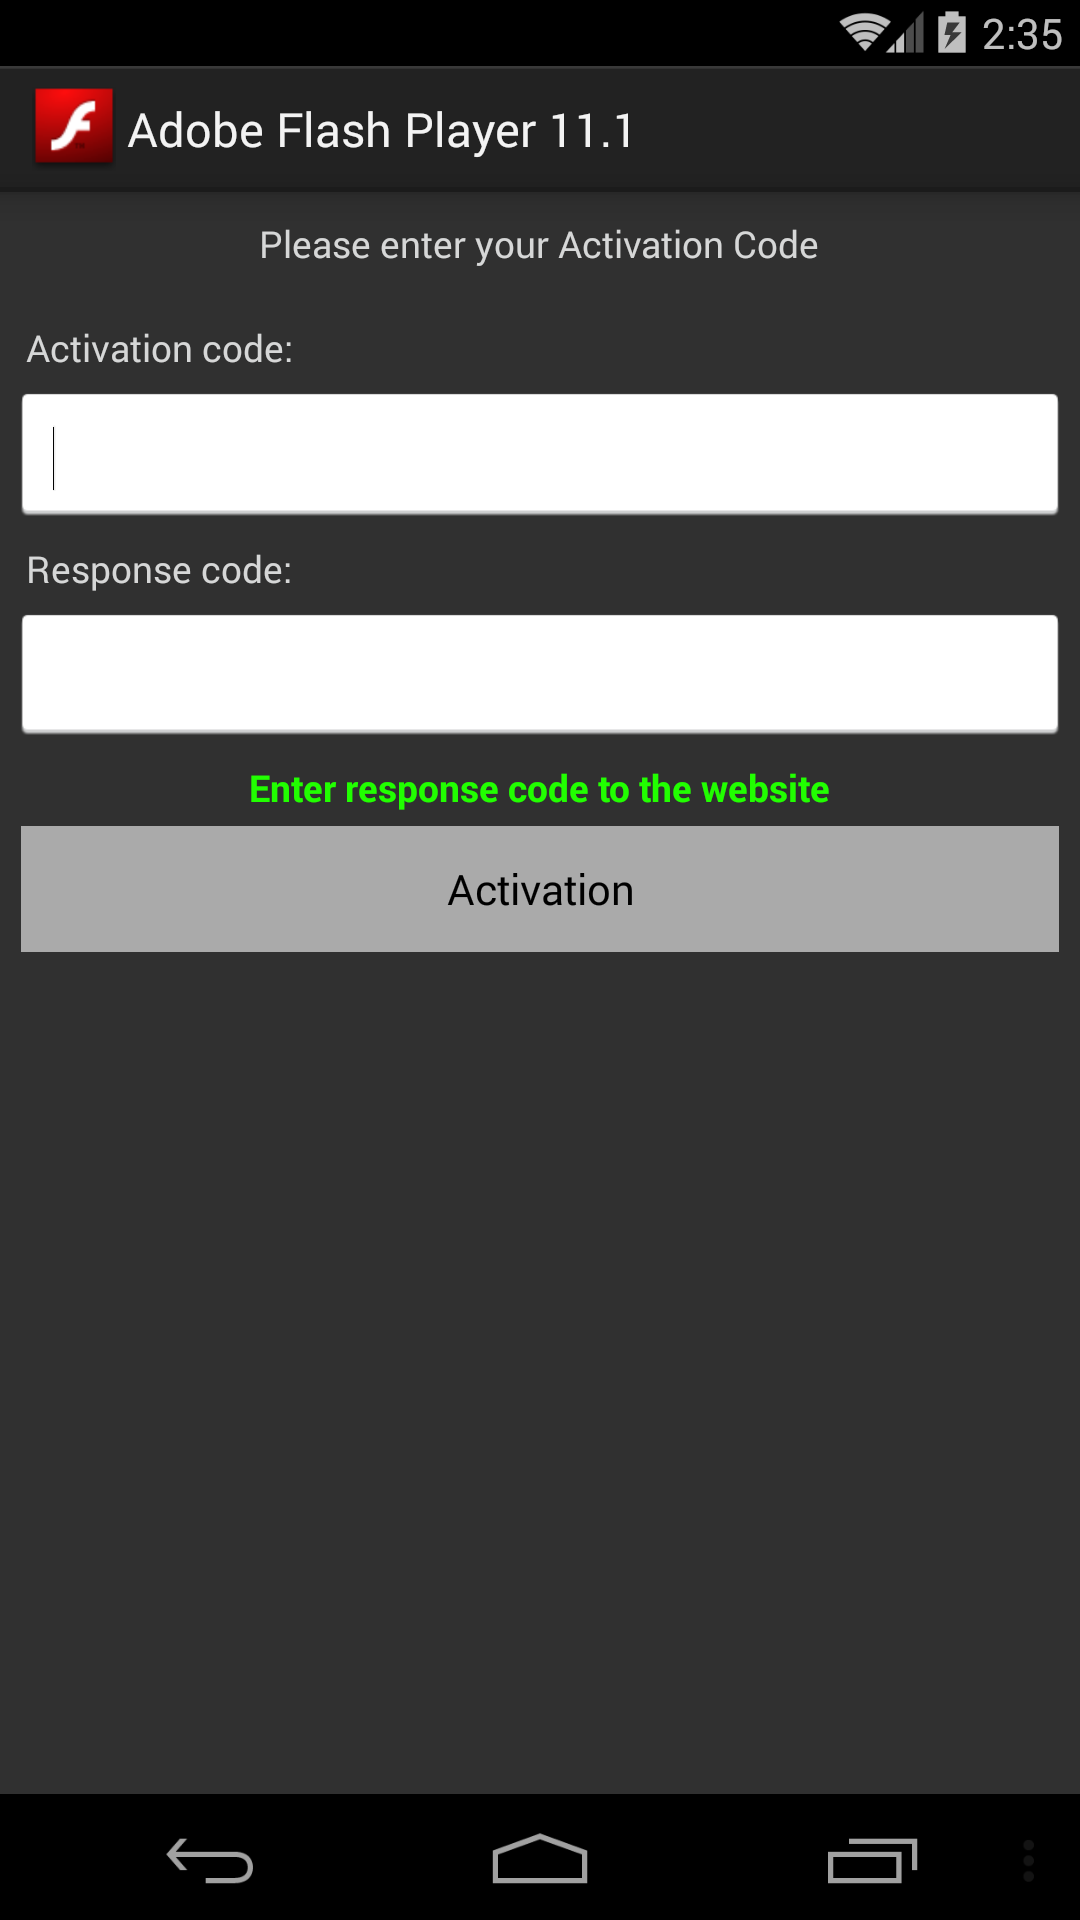 2:35
Adobe Flash Player 11.1
Please enter your Activation Code
Activation code:
Response code:
Enter response code to the website
Activation